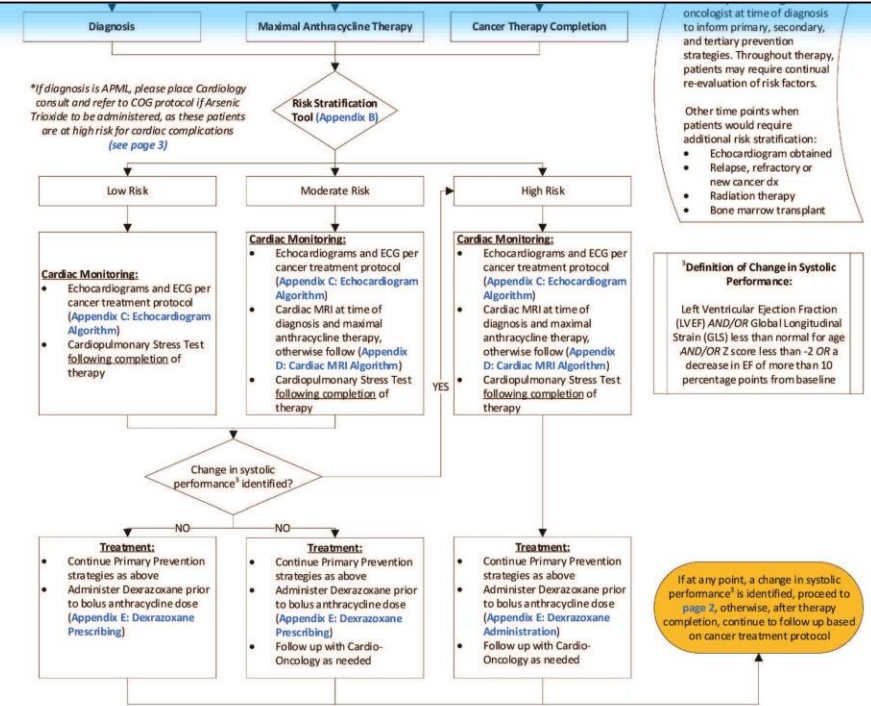 Diagnosis
Maximal Anthracycline Therapy
Cancer Therapy Completion
oncologist at time of diagnosis
to inform primary, secondary,
and tertiary prevention
strategies. Throughout therapy,
patients may require continual
re-evaluation of risk factors.
Other time points when
patients would require
additional risk stratification:
• Echocardiogram obtained
• Relapse, refractory or
new cancer dx
• Radiation therapy
• Bone marrow transplant
*If diagnosis is APML, please place Cardiology
consult and refer to COG protocol if Arsenic
Trioxide to be administered, as these patients
are at high risk for cardiac complications
(see page 3)
Risk Stratification
Tool (Appendix B)
Low Risk
Moderate Risk
High Risk
Cardiac Monitoring:
• Echocardiograms and ECG per
cancer treatment protocol
(Appendix C: Echocardiogram
Algorithm)
• Cardiopulmonary Stress Test
following completion of
therapy
Cardiac Monitoring:
• Echocardiograms and ECG per
cancer treatment protocol
(Appendix C: Echocardiogram
Algorithm)
• Cardiac MRI at time of
diagnosis and maximal
anthracycline therapy,
otherwise follow (Appendix
D: Cardiac MRI Algorithm)
• Cardiopulmonary Stress Test
following completion of
therapy
YES
Cardiac Monitoring:
• Echocardiograms and ECG per
cancer treatment protocol
(Appendix C: Echocardiogram
Algorithm)
• Cardiac MRI at time of
diagnosis and maximal
anthracycline therapy,
otherwise follow (Appendix
D: Cardiac MRI Algorithm)
• Cardiopulmonary Stress Test
following completion of
therapy
³Definition of Change in Systolic
Performance:
Left Ventricular Ejection Fraction
(LVEF) AND/OR Global Longitudinal
Strain (GLS) less than normal for age
AND/OR Z score less than -2 OR a
decrease in EF of more than 10
percentage points from baseline
Change in systolic
performance³ identified?
NO
NO
Treatment:
• Continue Primary Prevention
strategies as above
• Administer Dexrazoxane prior
to bolus anthracycline dose
(Appendix E: Dexrazoxane
Prescribing)
Treatment:
• Continue Primary Prevention
strategies as above
• Administer Dexrazoxane prior
to bolus anthracycline dose
(Appendix E: Dexrazoxane
Prescribing)
• Follow up with Cardio-
Oncology as needed
Treatment:
• Continue Primary Prevention
strategies as above
• Administer Dexrazoxane prior
to bolus anthracycline dose
(Appendix E: Dexrazoxane
Administration)
• Follow up with Cardio-
Oncology as needed
If at any point, a change in systolic
performance³ is identified, proceed to
page 2, otherwise, after therapy
completion, continue to follow up based
on cancer treatment protocol